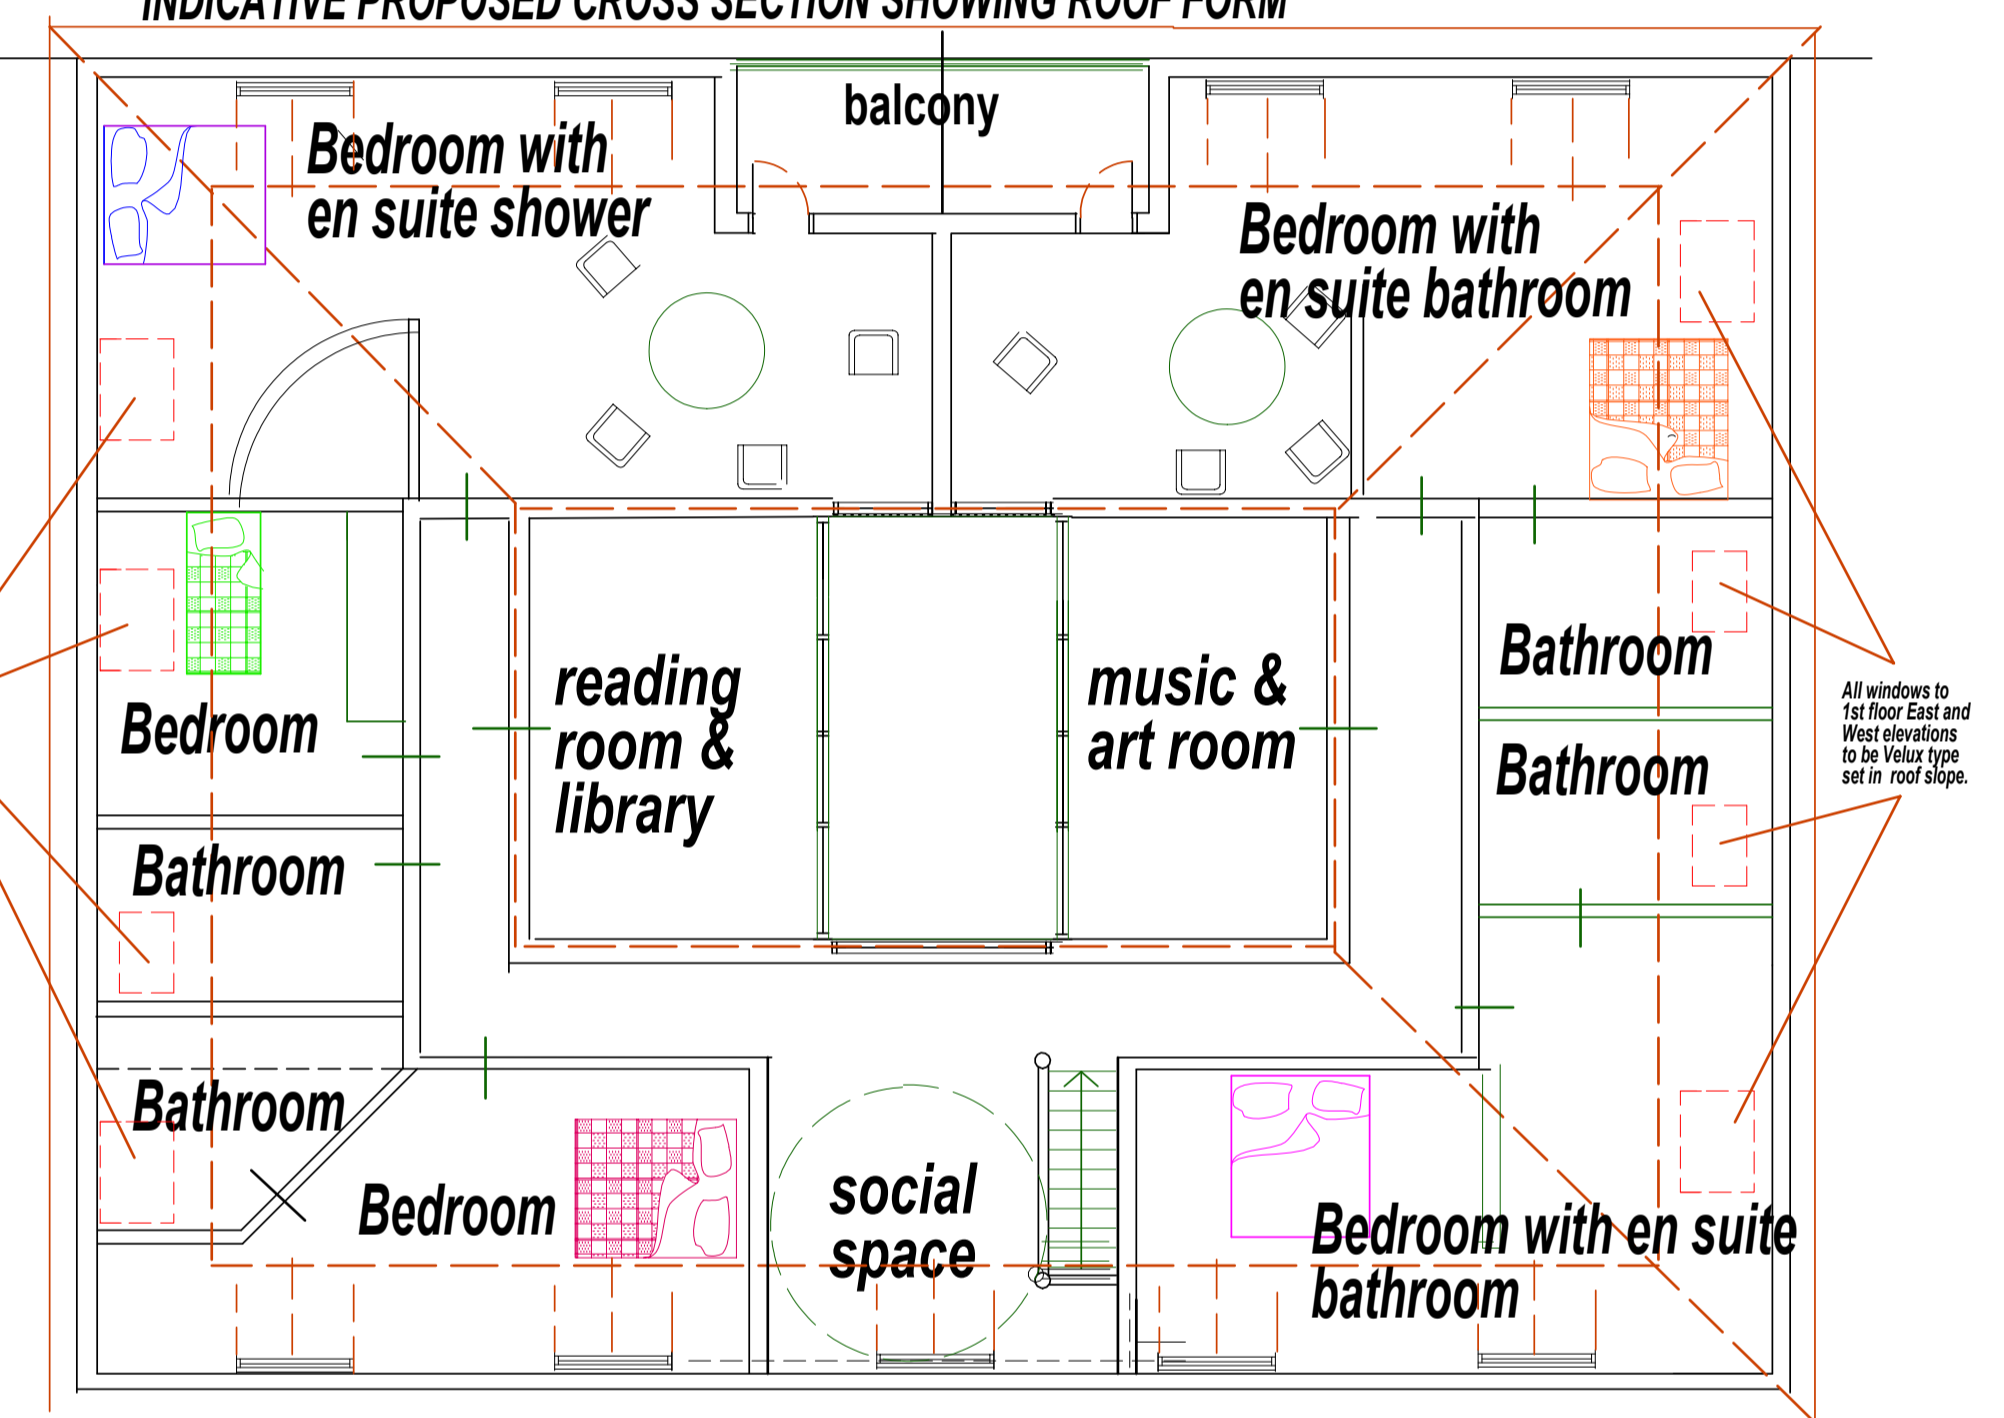 INDICATIVE PROPOSED CROSS SECTION SHOWING ROOF FORM
balcony
Bedroom with
en suite shower
Bedroom with
en suite bathroom
reading
room &
library
music &
art room
Bathroom
Bathroom
All windows to
1st floor East and
West elevations
to be Velux type
set in roof slope.
Bedroom
Bathroom
Bathroom
Bedroom
social
space
Bedroom with en suite
bathroom